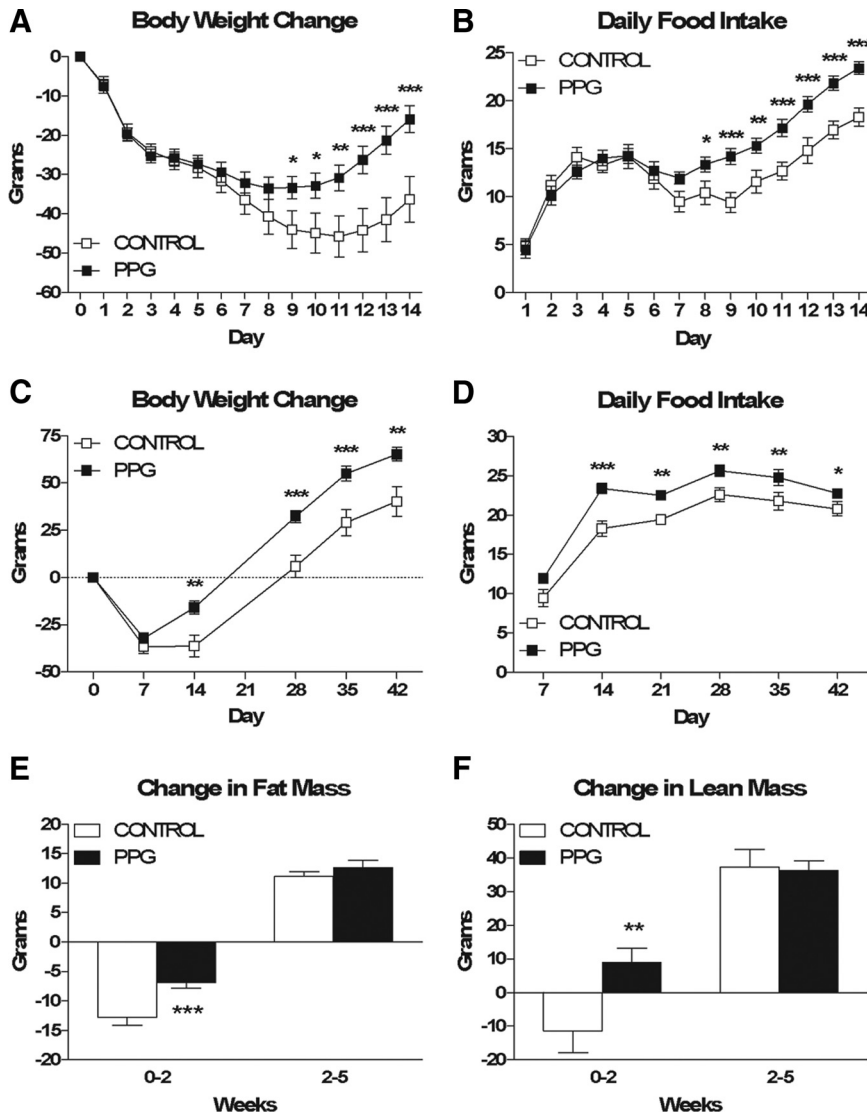 A
Body Weight Change
0
-10
-20
-30
-40
-50
-60
Grams
* * ** *** *** ***
CONTROL
PPG
0 1 2 3 4 5 6 7 8 9 10 11 12 13 14
Day
B
Daily Food Intake
25
20
15
10
5
0
Grams
CONTROL
PPG
* *** ** *** *** *** ***
1 2 3 4 5 6 7 8 9 10 11 12 13 14
Day
C
Body Weight Change
75
50
25
0
-25
-50
Grams
CONTROL
PPG
** *** *** **
0 7 14 21 28 35 42
Day
D
Daily Food Intake
30
25
20
15
10
5
0
Grams
*** ** ** ** *
CONTROL
PPG
7 14 21 28 35 42
Day
E
Change in Fat Mass
20
15
10
5
0
-5
-10
-15
-20
Grams
CONTROL
PPG
***
0-2 2-5
Weeks
F
Change in Lean Mass
50
40
30
20
10
0
-10
-20
Grams
CONTROL
PPG
**
0-2 2-5
Weeks